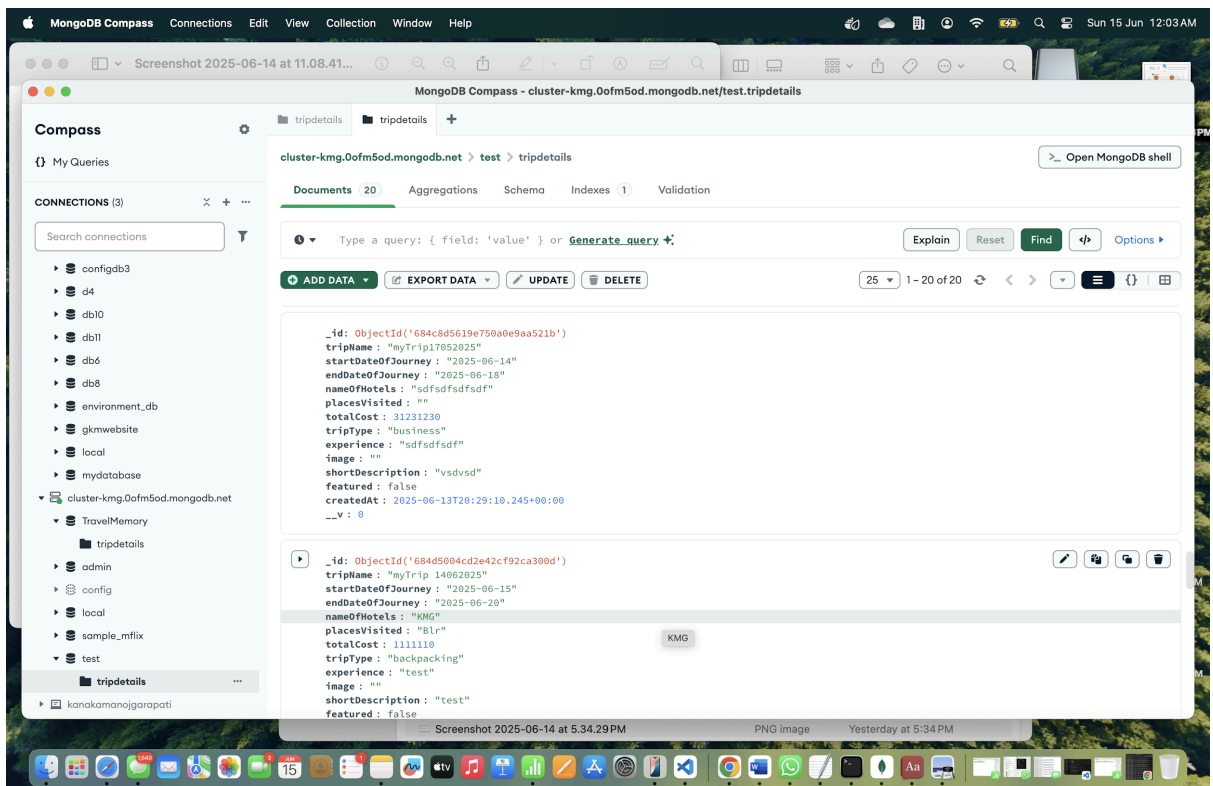 MongoDB Compass Connections Edit View Collection Window Help
Sun 15 Jun 12:03 AM
Screenshot 2025-06-14 at 11.08.41...
MongoDB Compass - cluster-kmg.0ofm5od.mongodb.net/test.tripdetails
Compass
tripdetails
tripdetails
{} My Queries
cluster-kmg.0ofm5od.mongodb.net > test > tripdetails
>_ Open MongoDB shell
Documents 20 Aggregations Schema Indexes 1 Validation
CONNECTIONS (3)
Search connections
Type a query: { field: 'value' } or Generate query
Explain Reset Find </> Options
ADD DATA EXPORT DATA UPDATE DELETE
25 1 – 20 of 20
{}
configdb3
d4
db10
db11
db6
db8
environment_db
gkmwebsite
local
mydatabase
cluster-kmg.0ofm5od.mongodb.net
TravelMemory
tripdetails
admin
config
local
sample_mflix
test
tripdetails ...
kanakamanojgarapati
_id: ObjectId('684c8d5619e750a0e9aa521b')
tripName : "myTrip17052025"
startDateOfJourney : "2025-06-14"
endDateOfJourney : "2025-06-18"
nameOfHotels : "sdfsdfsdfsdf"
placesVisited : ""
totalCost : 31231230
tripType : "business"
experience : "sdfsdfsdf"
image : ""
shortDescription : "vsdvsd"
featured : false
createdAt : 2025-06-13T20:29:10.245+00:00
__v : 0
_id: ObjectId('684d5004cd2e42cf92ca300d')
tripName : "myTrip 14062025"
startDateOfJourney : "2025-06-15"
endDateOfJourney : "2025-06-20"
nameOfHotels : "KMG"
placesVisited : "Blr"
KMG
totalCost : 1111110
tripType : "backpacking"
experience : "test"
image : ""
shortDescription : "test"
featured : false
Screenshot 2025-06-14 at 5.34.29 PM PNG image Yesterday at 5:34 PM
1,649
3
JUN
15
1
tv
Aa